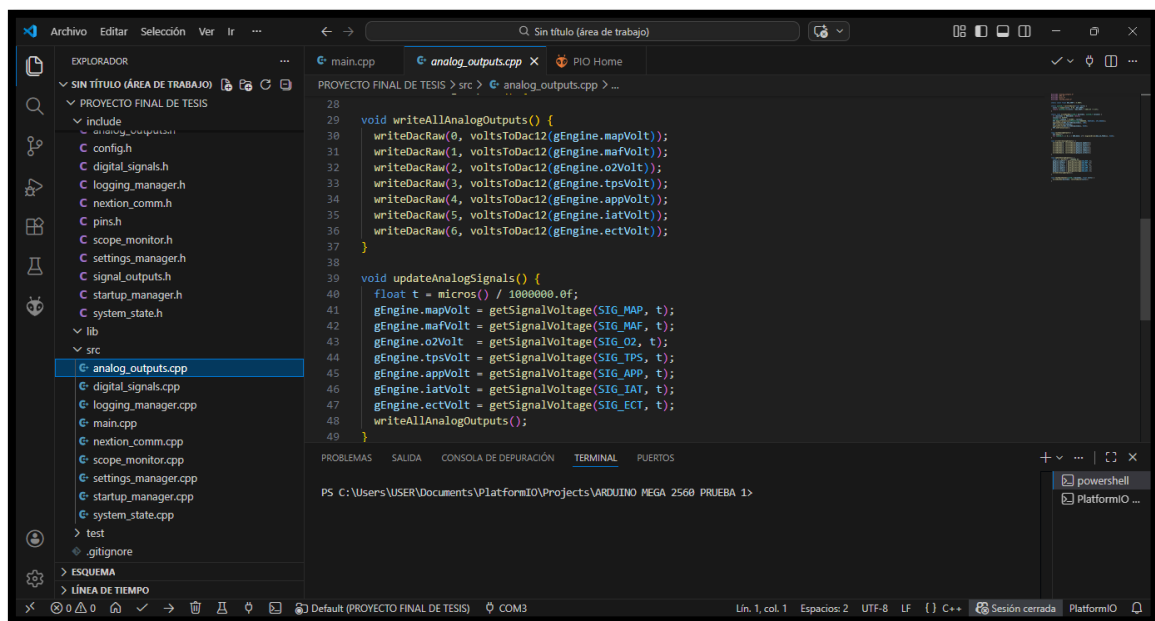 Archivo Editar Selección Ver Ir ···
Sin título (área de trabajo)
EXPLORADOR ···
SIN TÍTULO (ÁREA DE TRABAJO)
PROYECTO FINAL DE TESIS
include
analog_outputs.h
config.h
digital_signals.h
logging_manager.h
nextion_comm.h
pins.h
scope_monitor.h
settings_manager.h
signal_outputs.h
startup_manager.h
system_state.h
lib
src
analog_outputs.cpp
digital_signals.cpp
logging_manager.cpp
main.cpp
nextion_comm.cpp
scope_monitor.cpp
settings_manager.cpp
startup_manager.cpp
system_state.cpp
test
.gitignore
ESQUEMA
LÍNEA DE TIEMPO
main.cpp analog_outputs.cpp PIO Home
PROYECTO FINAL DE TESIS > src > analog_outputs.cpp > ...
28
29 void writeAllAnalogOutputs() {
30 writeDacRaw(0, voltsToDac12(gEngine.mapVolt));
31 writeDacRaw(1, voltsToDac12(gEngine.mafVolt));
32 writeDacRaw(2, voltsToDac12(gEngine.o2Volt));
33 writeDacRaw(3, voltsToDac12(gEngine.tpsVolt));
34 writeDacRaw(4, voltsToDac12(gEngine.appVolt));
35 writeDacRaw(5, voltsToDac12(gEngine.iatVolt));
36 writeDacRaw(6, voltsToDac12(gEngine.ectVolt));
37 }
38
39 void updateAnalogSignals() {
40 float t = micros() / 1000000.0f;
41 gEngine.mapVolt = getSignalVoltage(SIG_MAP, t);
42 gEngine.mafVolt = getSignalVoltage(SIG_MAF, t);
43 gEngine.o2Volt  = getSignalVoltage(SIG_O2, t);
44 gEngine.tpsVolt = getSignalVoltage(SIG_TPS, t);
45 gEngine.appVolt = getSignalVoltage(SIG_APP, t);
46 gEngine.iatVolt = getSignalVoltage(SIG_IAT, t);
47 gEngine.ectVolt = getSignalVoltage(SIG_ECT, t);
48 writeAllAnalogOutputs();
49 }
PROBLEMAS SALIDA CONSOLA DE DEPURACIÓN TERMINAL PUERTOS
PS C:\Users\USER\Documents\PlatformIO\Projects\ARDUINO MEGA 2560 PRUEBA 1>
powershell
PlatformIO ...
0 0 Default (PROYECTO FINAL DE TESIS) COM3 Lín. 1, col. 1 Espacios: 2 UTF-8 LF {} C++ Sesión cerrada PlatformIO